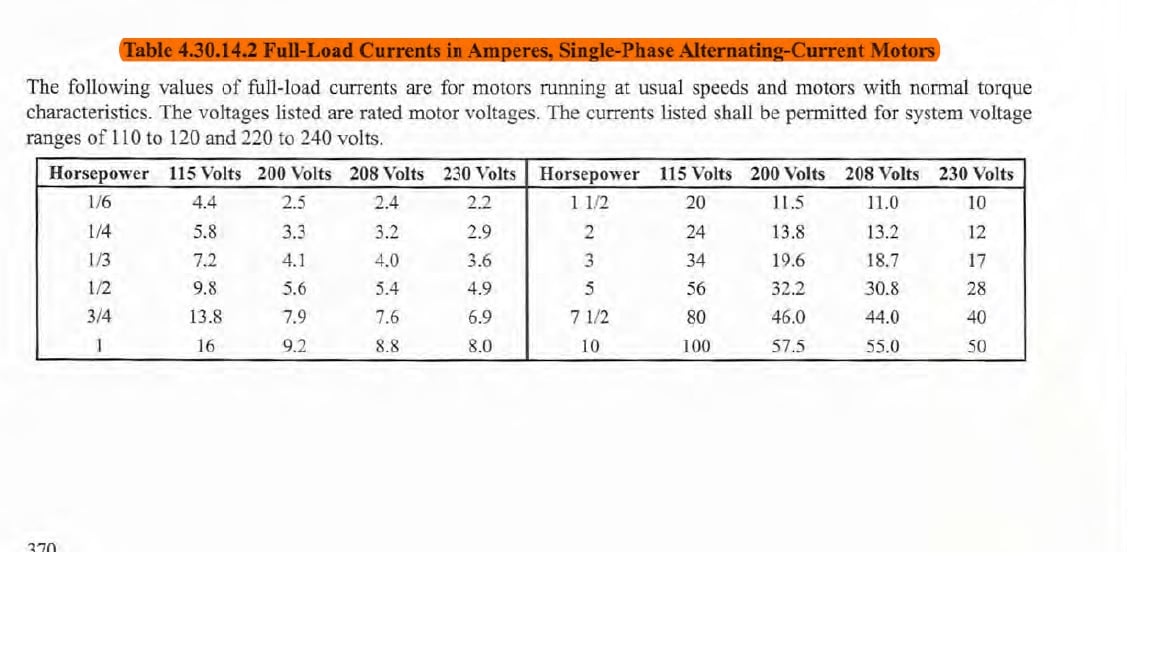 Table 4.30.14.2 Full-Load Currents in Amperes, Single-Phase Alternating-Current Motors
The following values of full-load currents are for motors running at usual speeds and motors with normal torque
characteristics. The voltages listed are rated motor voltages. The currents listed shall be permitted for system voltage
ranges of 110 to 120 and 220 to 240 volts.
Horsepower 115 Volts 200 Volts 208 Volts 230 Volts Horsepower 115 Volts 200 Volts 208 Volts 230 Volts
1/6 4.4 2.5 2.4 2.2 1 1/2 20 11.5 11.0 10
1/4 5.8 3.3 3.2 2.9 2 24 13.8 13.2 12
1/3 7.2 4.1 4.0 3.6 3 34 19.6 18.7 17
1/2 9.8 5.6 5.4 4.9 5 56 32.2 30.8 28
3/4 13.8 7.9 7.6 6.9 7 1/2 80 46.0 44.0 40
1 16 9.2 8.8 8.0 10 100 57.5 55.0 50
370